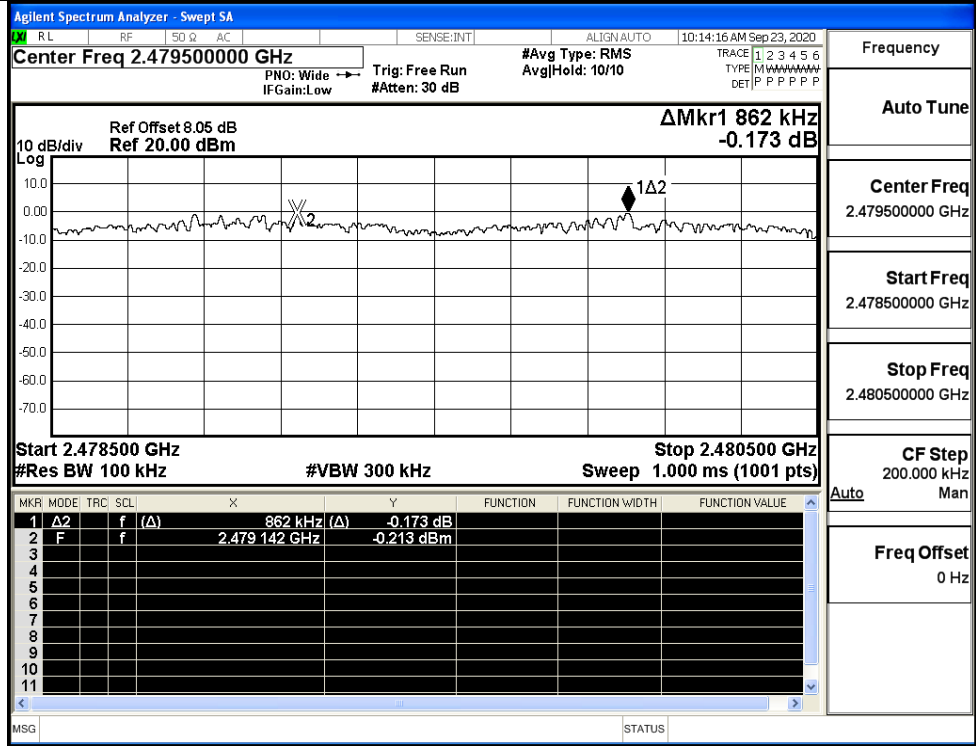 Agilent Spectrum Analyzer - Swept SA
LXI RL RF 50 Ω AC SENSE:INT ALIGN AUTO 10:14:16 AM Sep 23, 2020
Center Freq 2.479500000 GHz
PNO: Wide
IFGain:Low
Trig: Free Run
#Atten: 30 dB
#Avg Type: RMS
Avg|Hold: 10/10
TRACE 1 2 3 4 5 6
TYPE M WWWWW
DET P P P P P P
ΔMkr1 862 kHz
-0.173 dB
Ref Offset 8.05 dB
10 dB/div Ref 20.00 dBm
Log
10.0
0.00
-10.0
-20.0
-30.0
-40.0
-50.0
-60.0
-70.0
1Δ2
2
Start 2.478500 GHz Stop 2.480500 GHz
#Res BW 100 kHz #VBW 300 kHz Sweep 1.000 ms (1001 pts)
MKR MODE TRC SCL X Y FUNCTION FUNCTION WIDTH FUNCTION VALUE
1 Δ2 f (Δ) 862 kHz (Δ) -0.173 dB
2 F f 2.479 142 GHz -0.213 dBm
3
4
5
6
7
8
9
10
11
MSG STATUS
Frequency
Auto Tune
Center Freq
2.479500000 GHz
Start Freq
2.478500000 GHz
Stop Freq
2.480500000 GHz
CF Step
200.000 kHz
Auto Man
Freq Offset
0 Hz